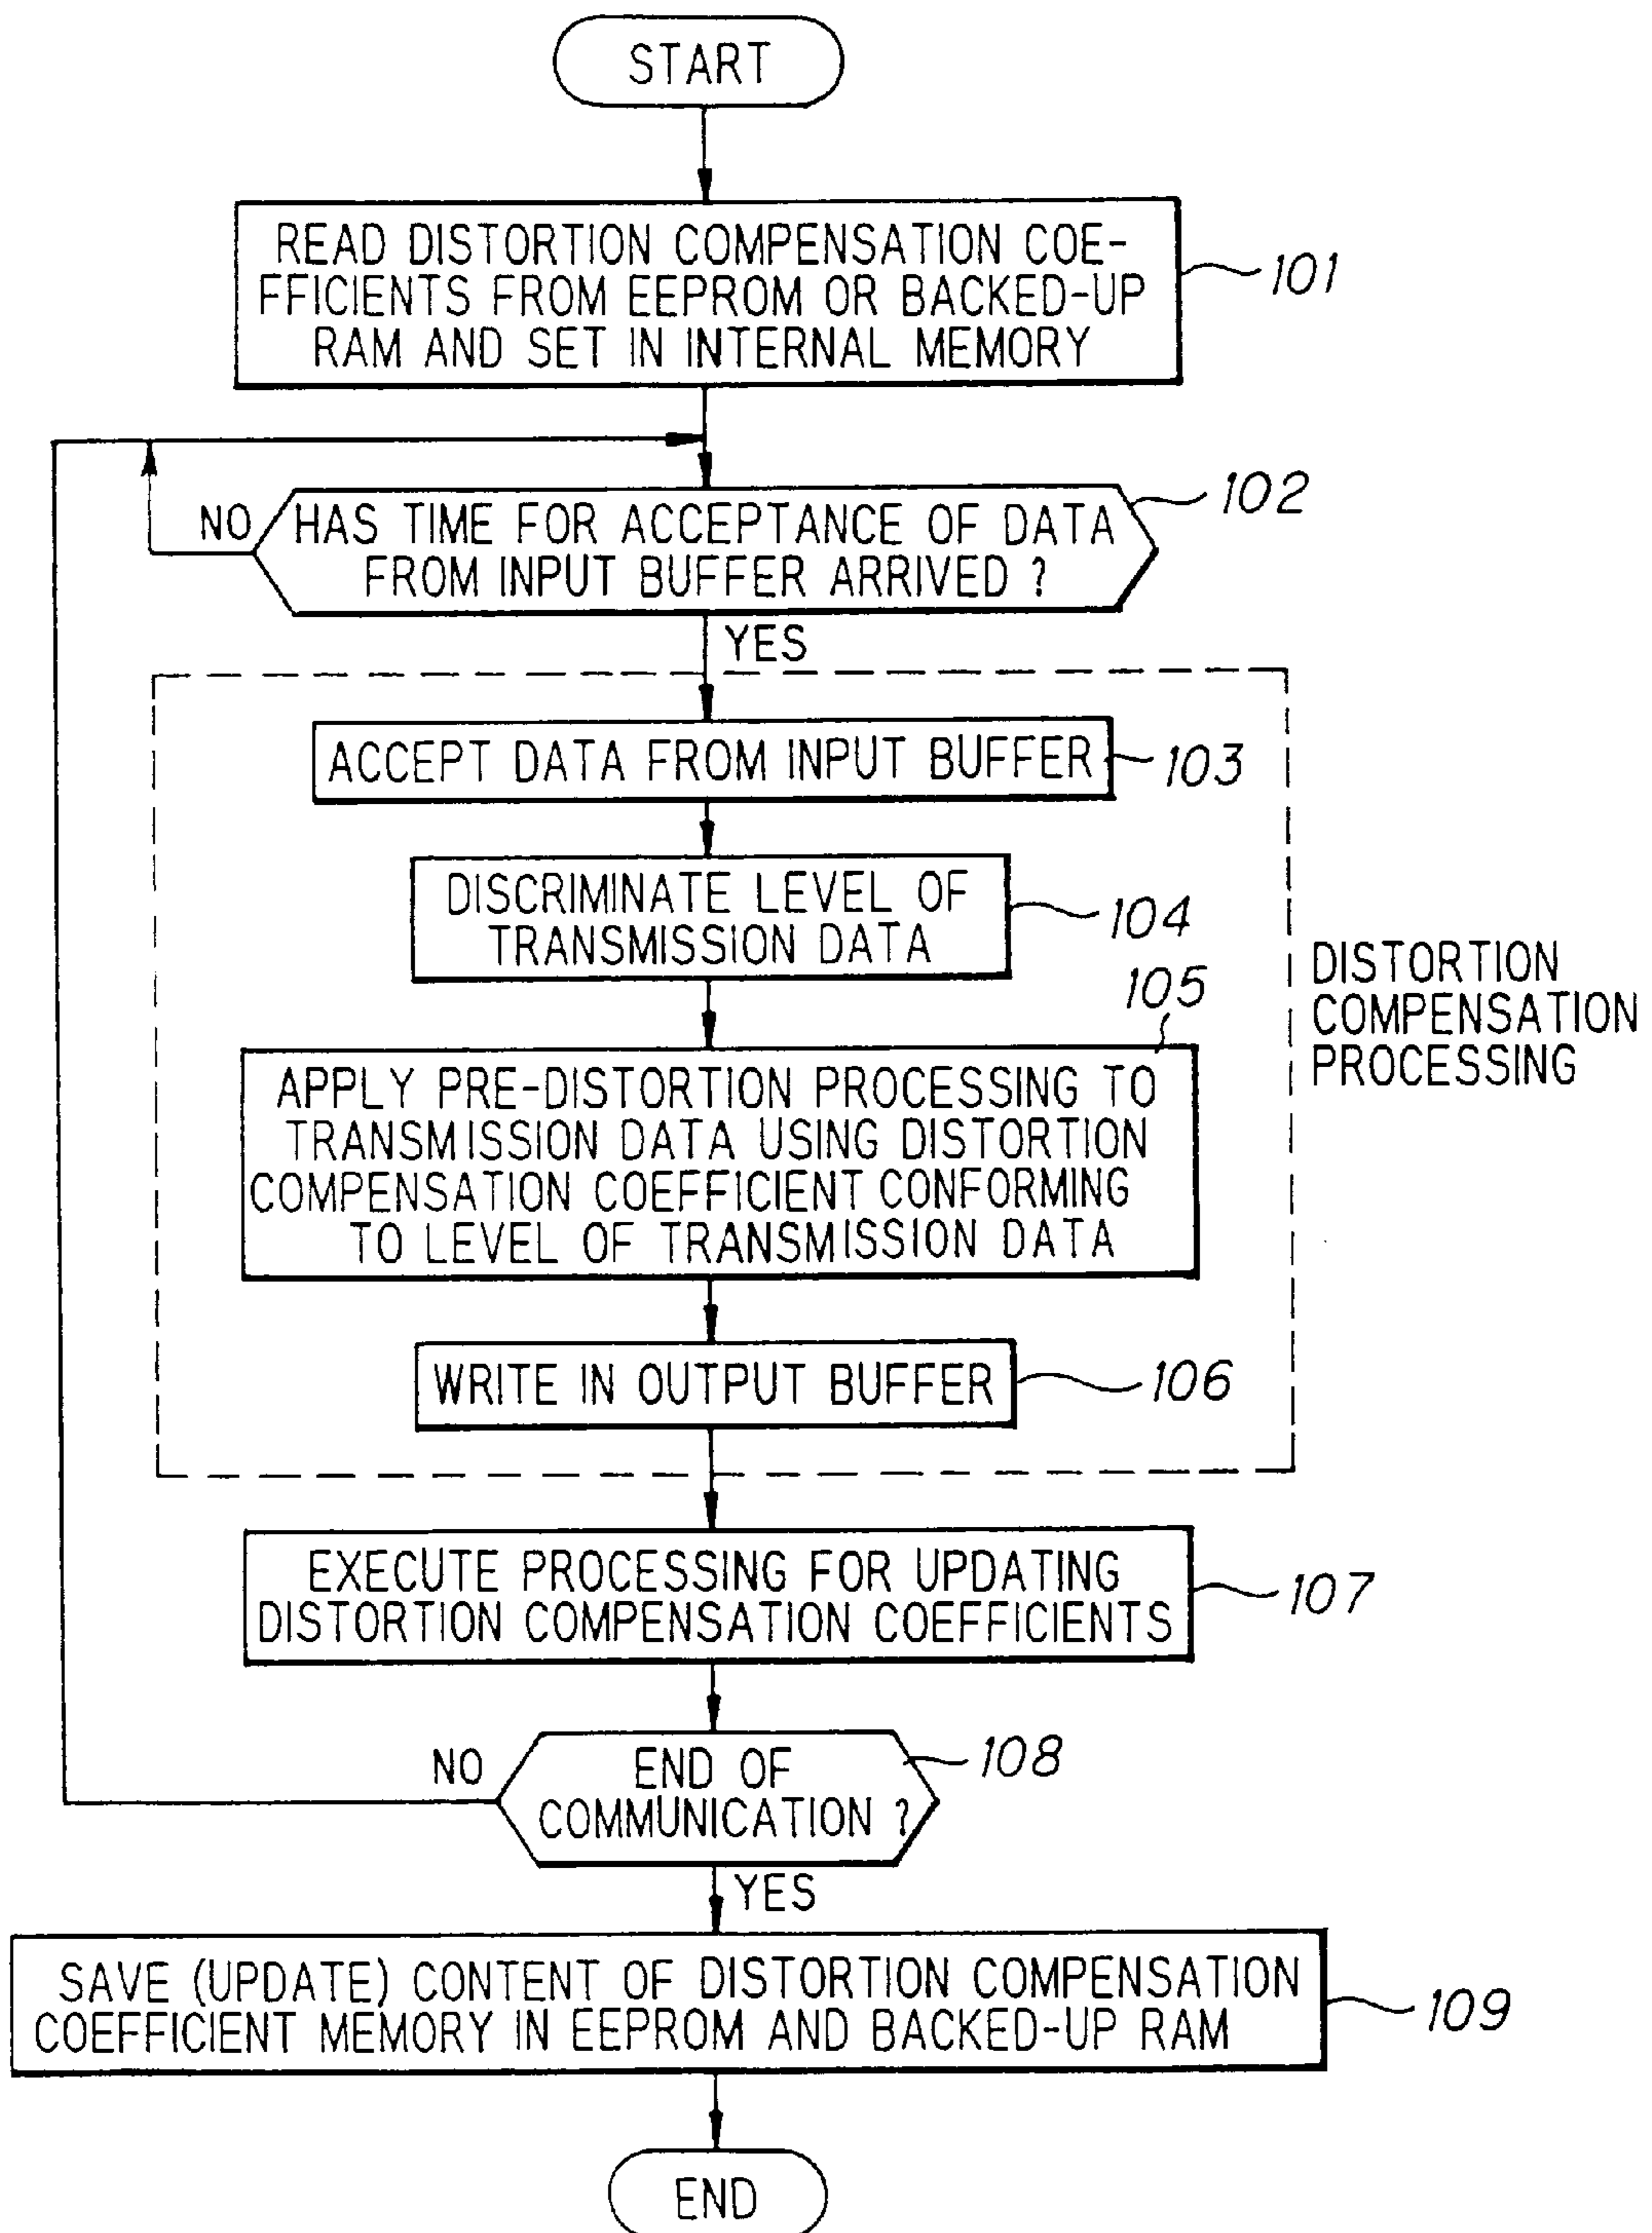 START
READ DISTORTION COMPENSATION COE-
FFICIENTS FROM EEPROM OR BACKED-UP
RAM AND SET IN INTERNAL MEMORY
101
102
NO
HAS TIME FOR ACCEPTANCE OF DATA
FROM INPUT BUFFER ARRIVED ?
YES
ACCEPT DATA FROM INPUT BUFFER
103
DISCRIMINATE LEVEL OF
TRANSMISSION DATA
104
DISTORTION
COMPENSATION
PROCESSING
105
APPLY PRE-DISTORTION PROCESSING TO
TRANSMISSION DATA USING DISTORTION
COMPENSATION COEFFICIENT CONFORMING
TO LEVEL OF TRANSMISSION DATA
WRITE IN OUTPUT BUFFER
106
EXECUTE PROCESSING FOR UPDATING
DISTORTION COMPENSATION COEFFICIENTS
107
NO
END OF
COMMUNICATION ?
108
YES
SAVE (UPDATE) CONTENT OF DISTORTION COMPENSATION
COEFFICIENT MEMORY IN EEPROM AND BACKED-UP RAM
109
END